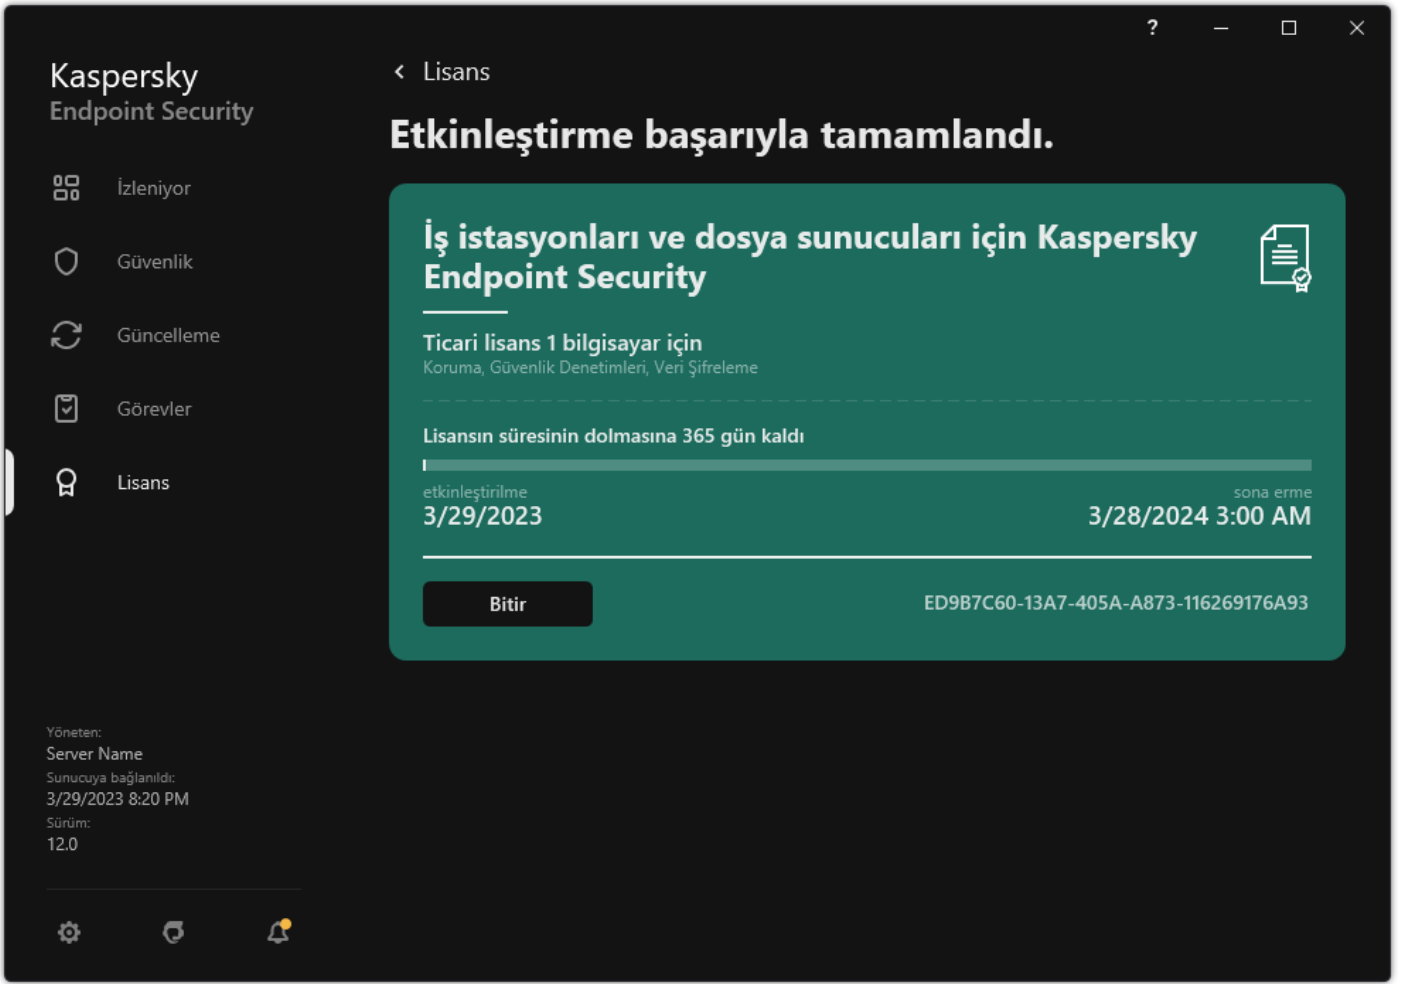 ?
Kaspersky
Endpoint Security
İzleniyor
Güvenlik
Güncelleme
Görevler
Lisans
Yöneten:
Server Name
Sunucuya bağlanıldı:
3/29/2023 8:20 PM
Sürüm:
12.0
Lisans
Etkinleştirme başarıyla tamamlandı.
İş istasyonları ve dosya sunucuları için Kaspersky
Endpoint Security
Ticari lisans 1 bilgisayar için
Koruma, Güvenlik Denetimleri, Veri Şifreleme
Lisansın süresinin dolmasına 365 gün kaldı
etkinleştirilme
3/29/2023
sona erme
3/28/2024 3:00 AM
Bitir
ED9B7C60-13A7-405A-A873-116269176A93